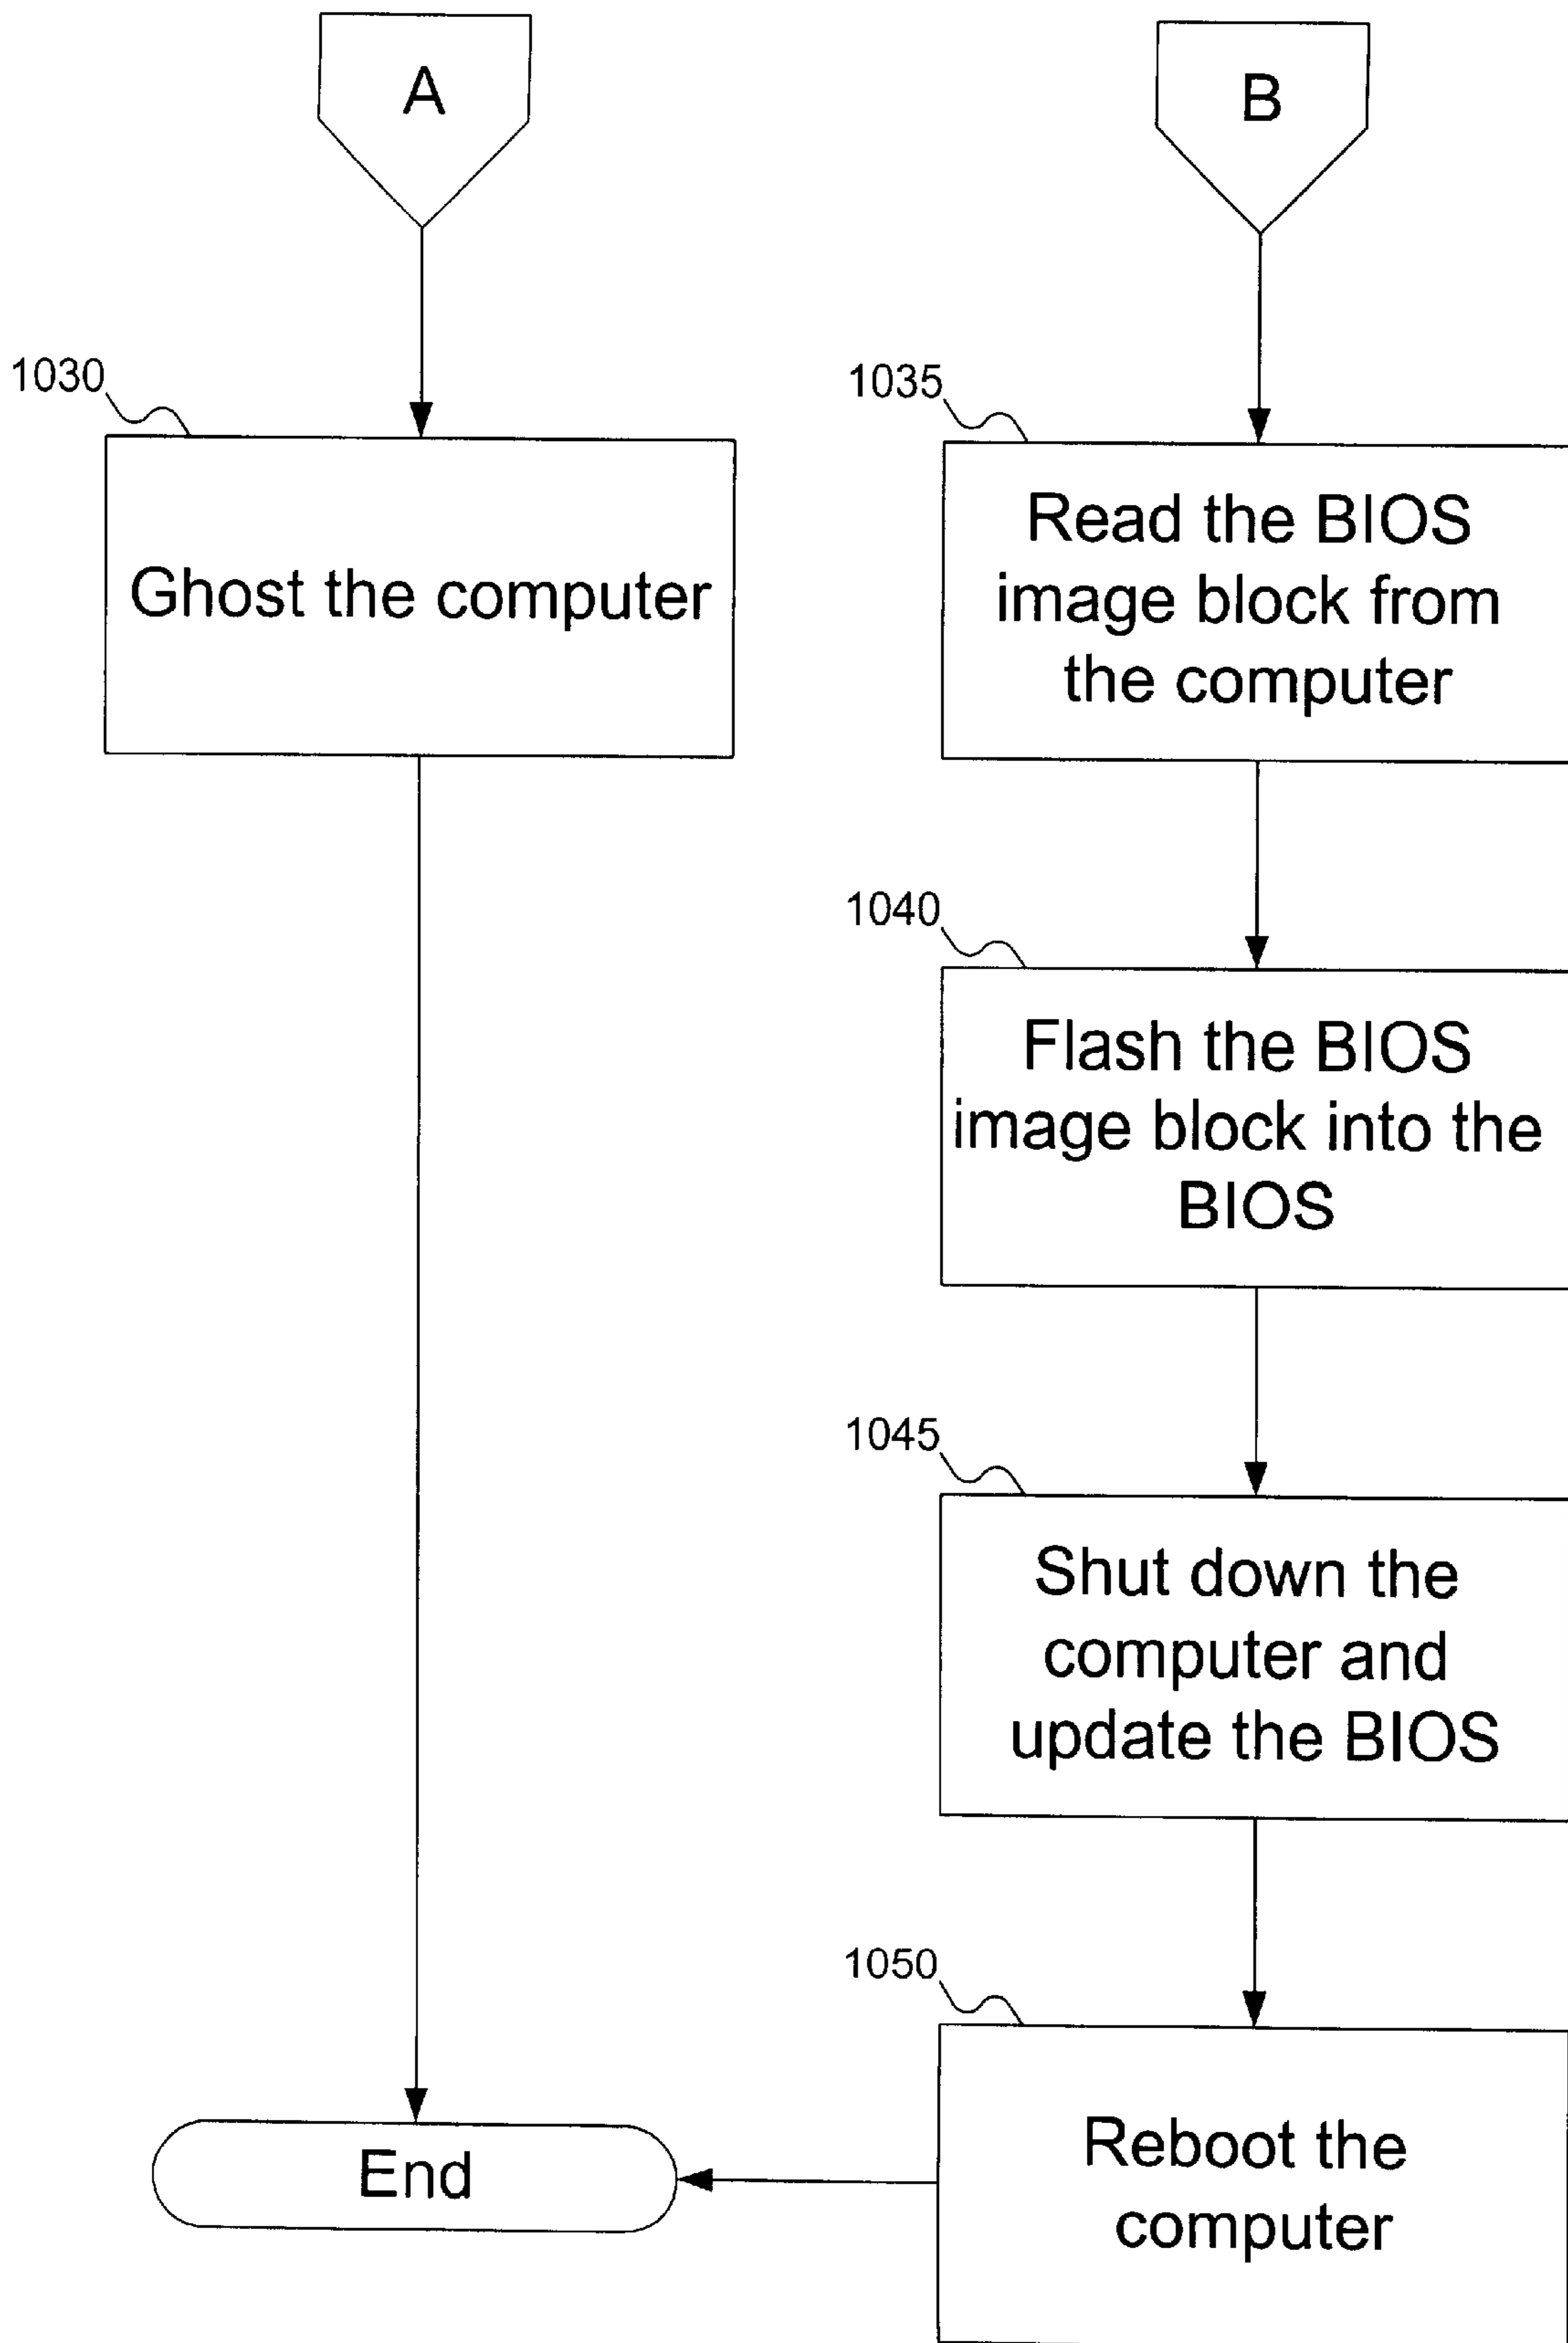 A
1030
Ghost the computer
End
B
1035
Read the BIOS
image block from
the computer
1040
Flash the BIOS
image block into the
BIOS
1045
Shut down the
computer and
update the BIOS
1050
Reboot the
computer